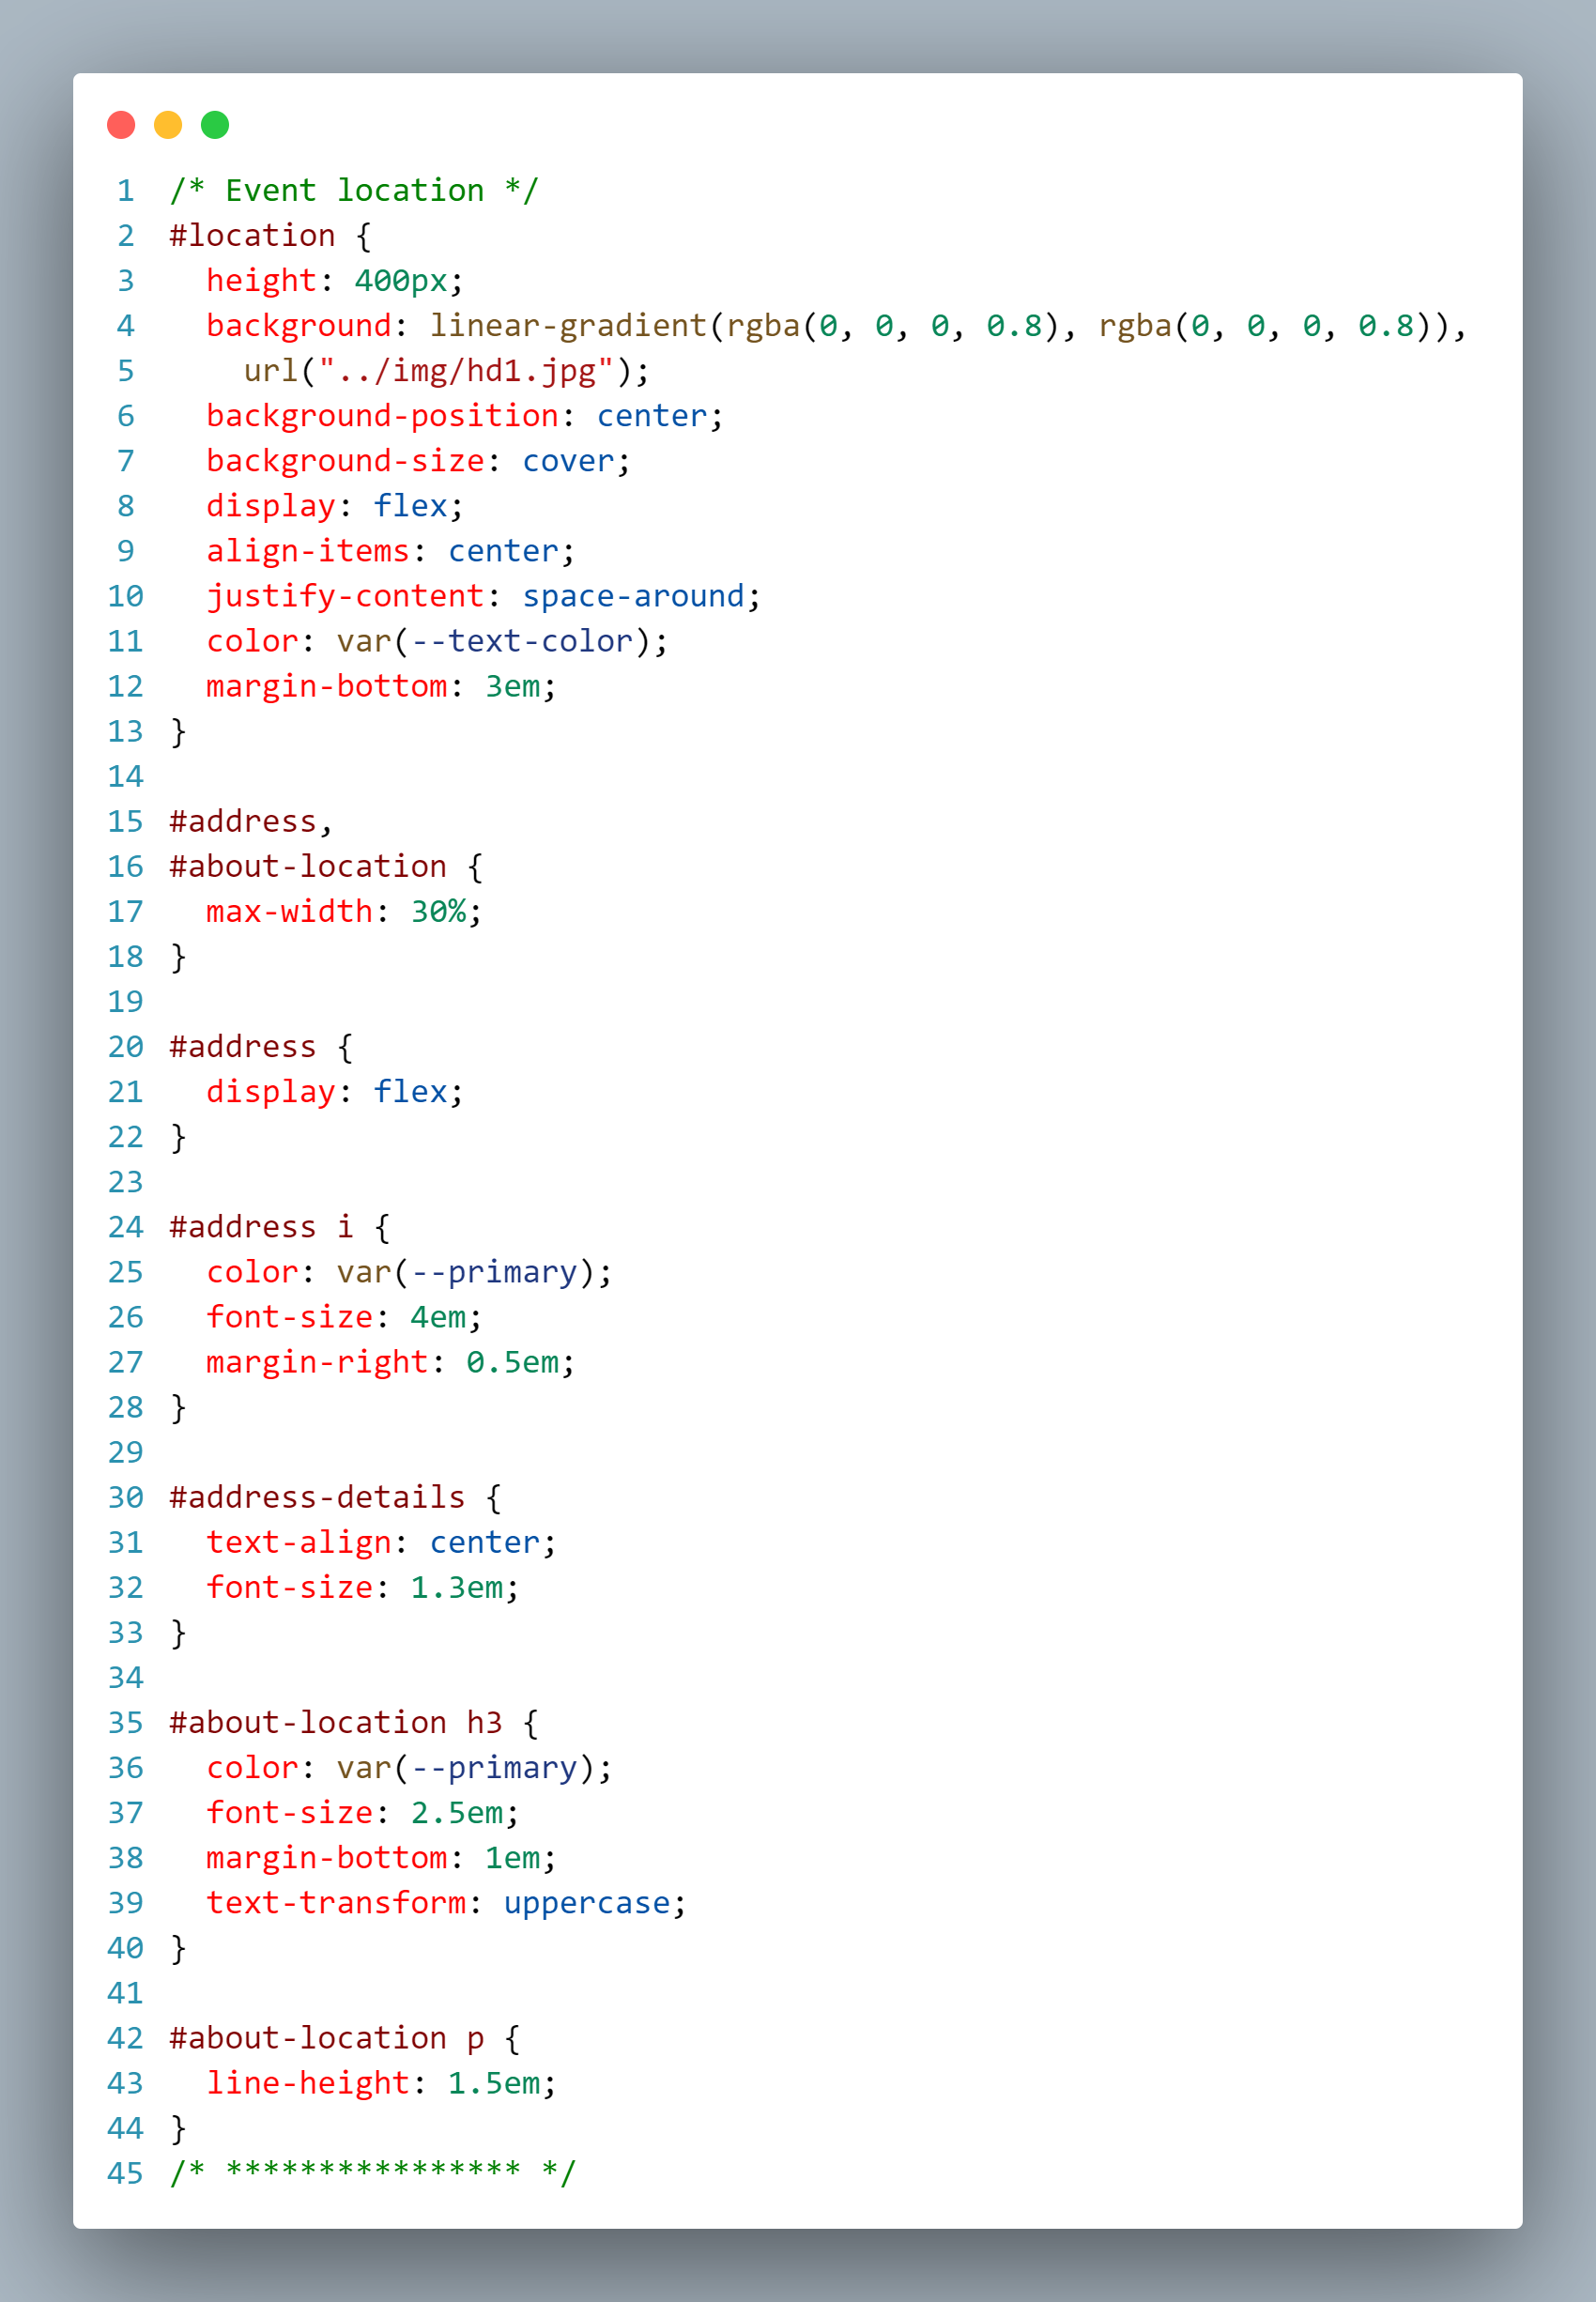 1 /* Event location */
2 #location {
3   height: 400px;
4   background: linear-gradient(rgba(0, 0, 0, 0.8), rgba(0, 0, 0, 0.8)),
5     url("../img/hd1.jpg");
6   background-position: center;
7   background-size: cover;
8   display: flex;
9   align-items: center;
10   justify-content: space-around;
11   color: var(--text-color);
12   margin-bottom: 3em;
13 }
14
15 #address,
16 #about-location {
17   max-width: 30%;
18 }
19
20 #address {
21   display: flex;
22 }
23
24 #address i {
25   color: var(--primary);
26   font-size: 4em;
27   margin-right: 0.5em;
28 }
29
30 #address-details {
31   text-align: center;
32   font-size: 1.3em;
33 }
34
35 #about-location h3 {
36   color: var(--primary);
37   font-size: 2.5em;
38   margin-bottom: 1em;
39   text-transform: uppercase;
40 }
41
42 #about-location p {
43   line-height: 1.5em;
44 }
45 /* **************** */